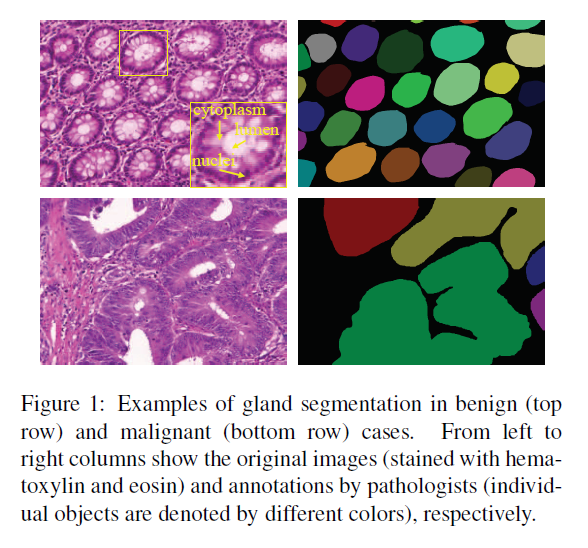 cytoplasm
lumen
nuclei
Figure 1: Examples of gland segmentation in benign (top
row) and malignant (bottom row) cases. From left to
right columns show the original images (stained with hema-
toxylin and eosin) and annotations by pathologists (individ-
ual objects are denoted by different colors), respectively.